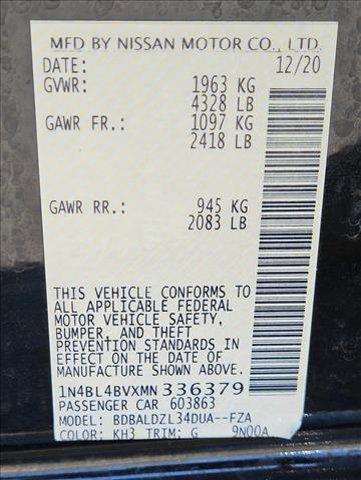 MFD BY NISSAN MOTOR CO., LTD.
DATE: 12/20
GVWR: 1963 KG
4328 LB
GAWR FR.: 1097 KG
2418 LB
GAWR RR.: 945 KG
2083 LB
THIS VEHICLE CONFORMS TO
ALL APPLICABLE FEDERAL
MOTOR VEHICLE SAFETY,
BUMPER, AND THEFT
PREVENTION STANDARDS IN
EFFECT ON THE DATE OF
MANUFACTURE SHOWN ABOVE.
1N4BL4BVXMN336379
PASSENGER CAR 603863
MODEL: BDBALDZL34DUA--FZA
COLOR: KH3 TRIM: G 9N00A